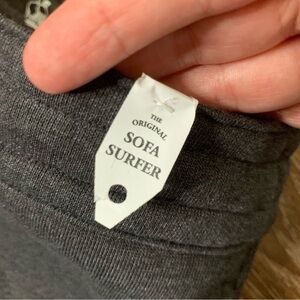 THE
ORIGINAL
SOFA
SURFER